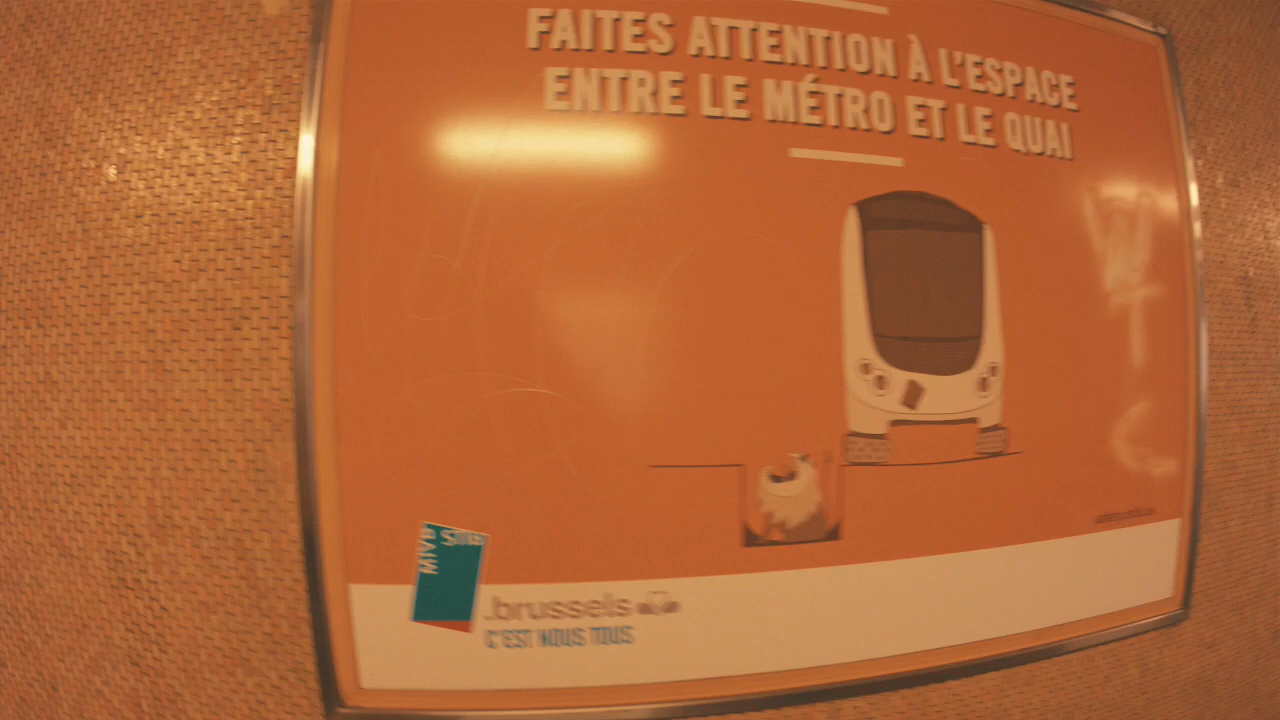 FAITES ATTENTION À L'ESPACE
ENTRE LE MÉTRO ET LE QUAI
W
T
C
MIVB STIB
.brussels
C'EST NOUS TOUS